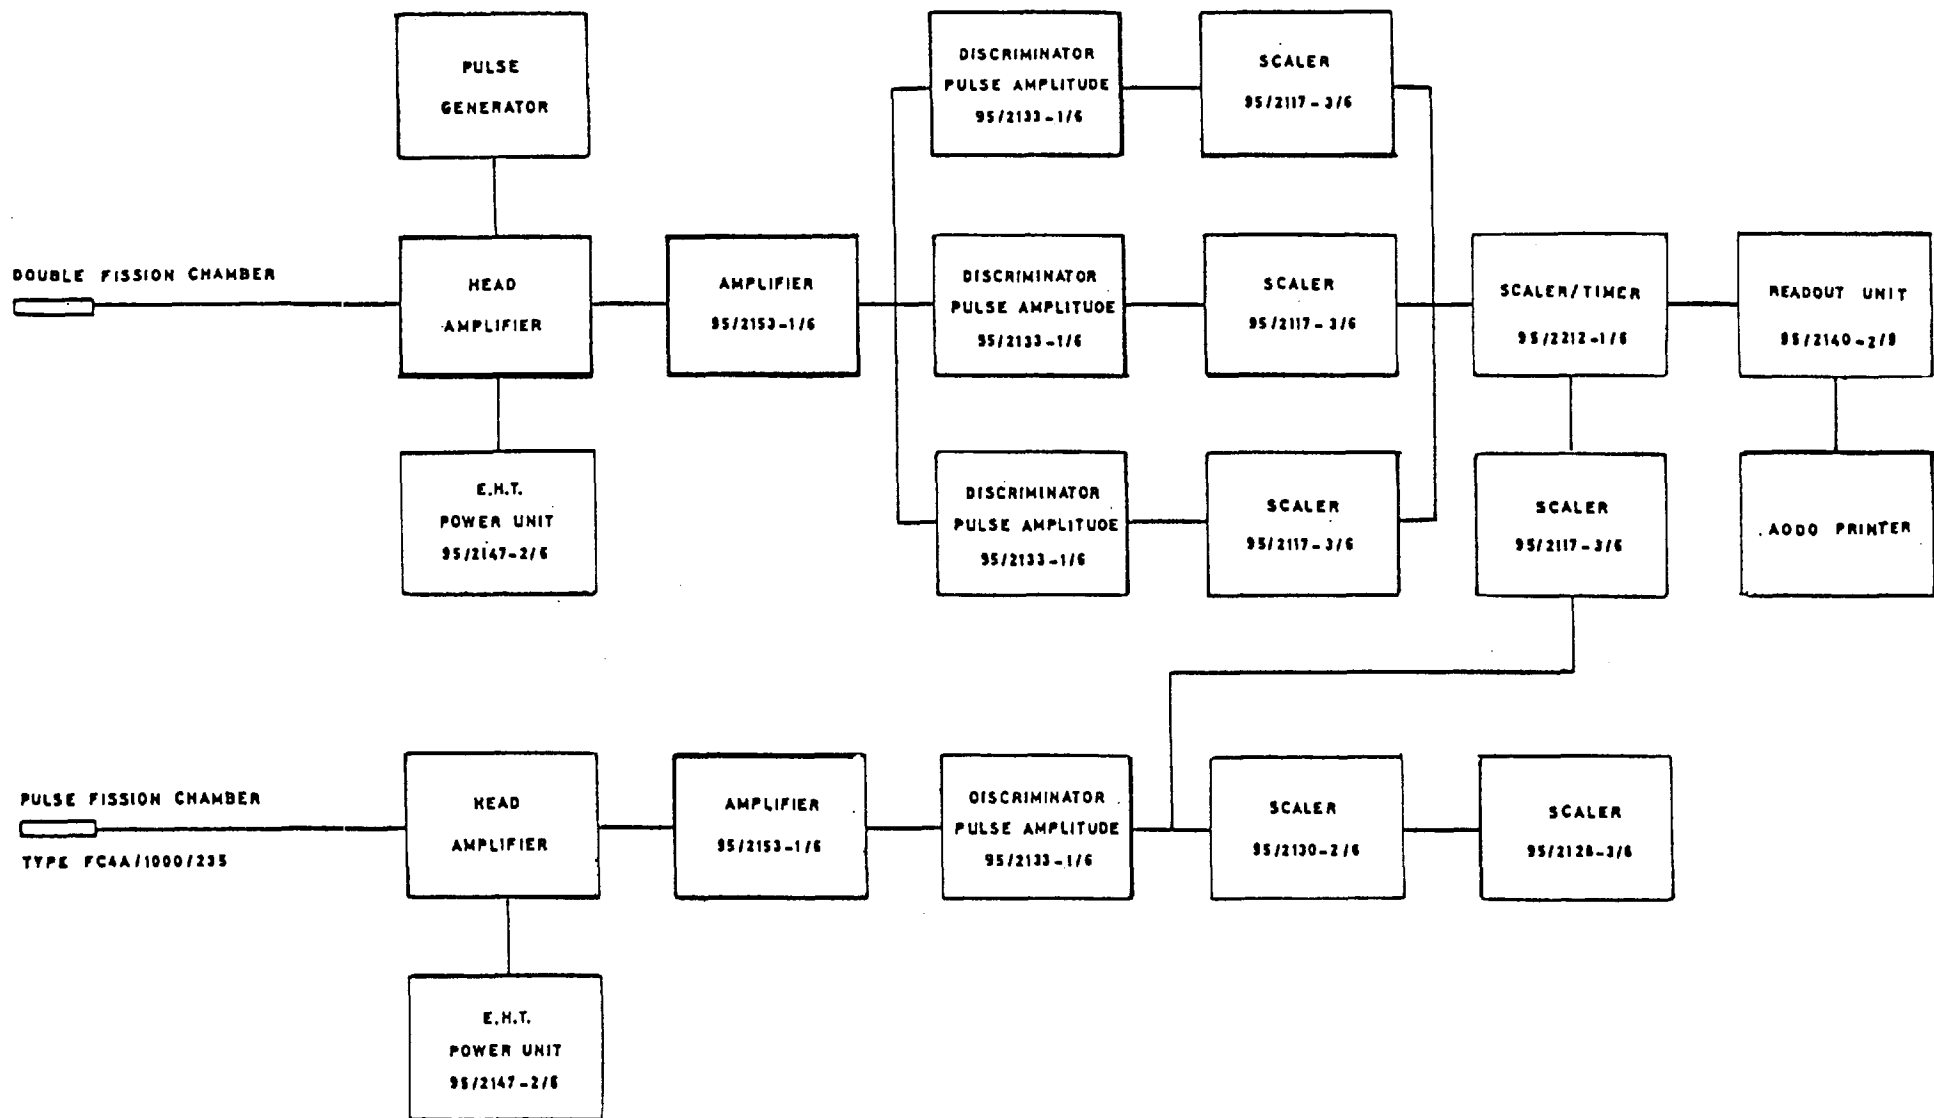 PULSE
GENERATOR
DISCRIMINATOR
PULSE AMPLITUDE
95/2133-1/6
SCALER
95/2117-3/6
DOUBLE FISSION CHAMBER
HEAD
AMPLIFIER
AMPLIFIER
95/2153-1/6
DISCRIMINATOR
PULSE AMPLITUDE
95/2133-1/6
SCALER
95/2117-3/6
SCALER/TIMER
95/2212-1/6
READOUT UNIT
95/2140-2/9
E.H.T.
POWER UNIT
95/2147-2/6
DISCRIMINATOR
PULSE AMPLITUDE
95/2133-1/6
SCALER
95/2117-3/6
SCALER
95/2117-3/6
ADDO PRINTER
PULSE FISSION CHAMBER
TYPE FC4A/1000/235
HEAD
AMPLIFIER
AMPLIFIER
95/2153-1/6
DISCRIMINATOR
PULSE AMPLITUDE
95/2133-1/6
SCALER
95/2130-2/6
SCALER
95/2128-3/6
E.H.T.
POWER UNIT
95/2147-2/6